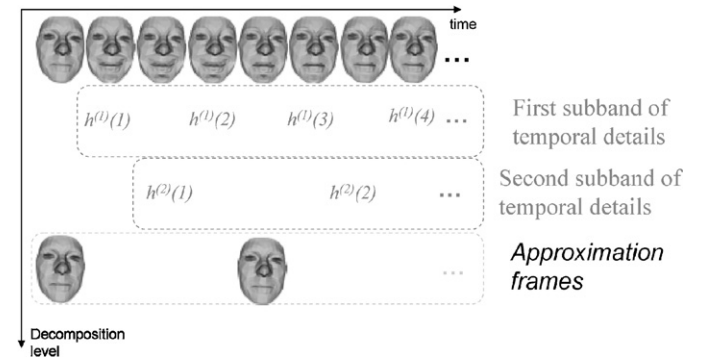 time
...
h(1)(1) h(1)(2) h(1)(3) h(1)(4) ...
First subband of
temporal details
h(2)(1) h(2)(2) ...
Second subband of
temporal details
...
Approximation
frames
Decomposition
level